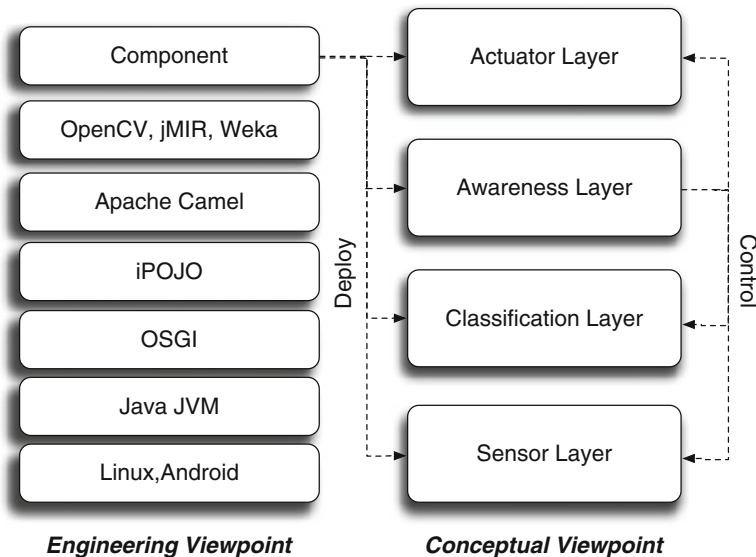 Component
OpenCV, jMIR, Weka
Apache Camel
iPOJO
OSGI
Java JVM
Linux,Android
Engineering Viewpoint
Deploy
Actuator Layer
Awareness Layer
Classification Layer
Sensor Layer
Conceptual Viewpoint
Control